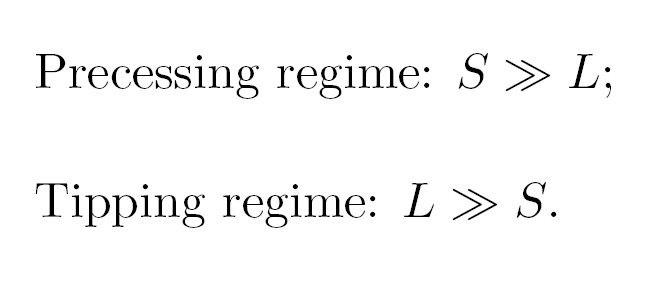 Precessing regime: S ≫ L;
Tipping regime: L ≫ S.